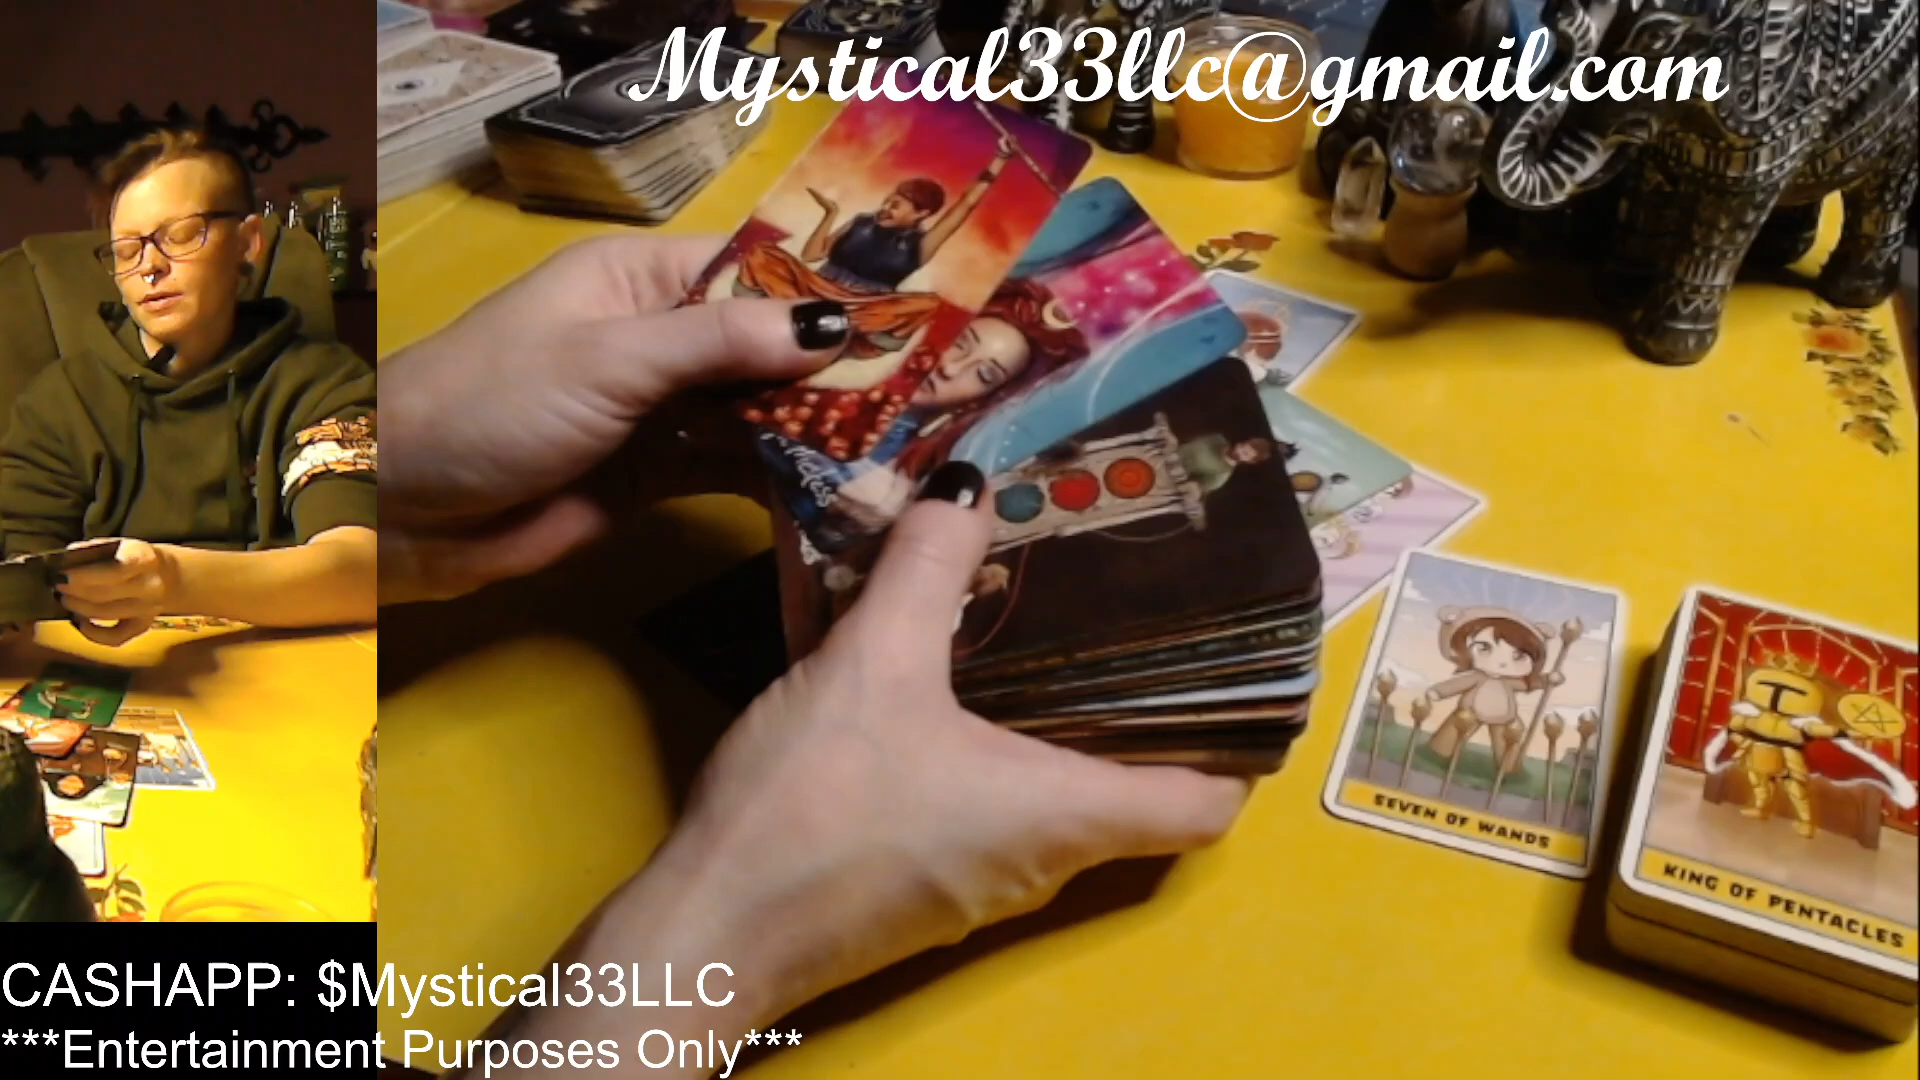 Mystical33llc@gmail.com
SEVEN OF WANDS
KING OF PENTACLES
CASHAPP: $Mystical33LLC
***Entertainment Purposes Only***